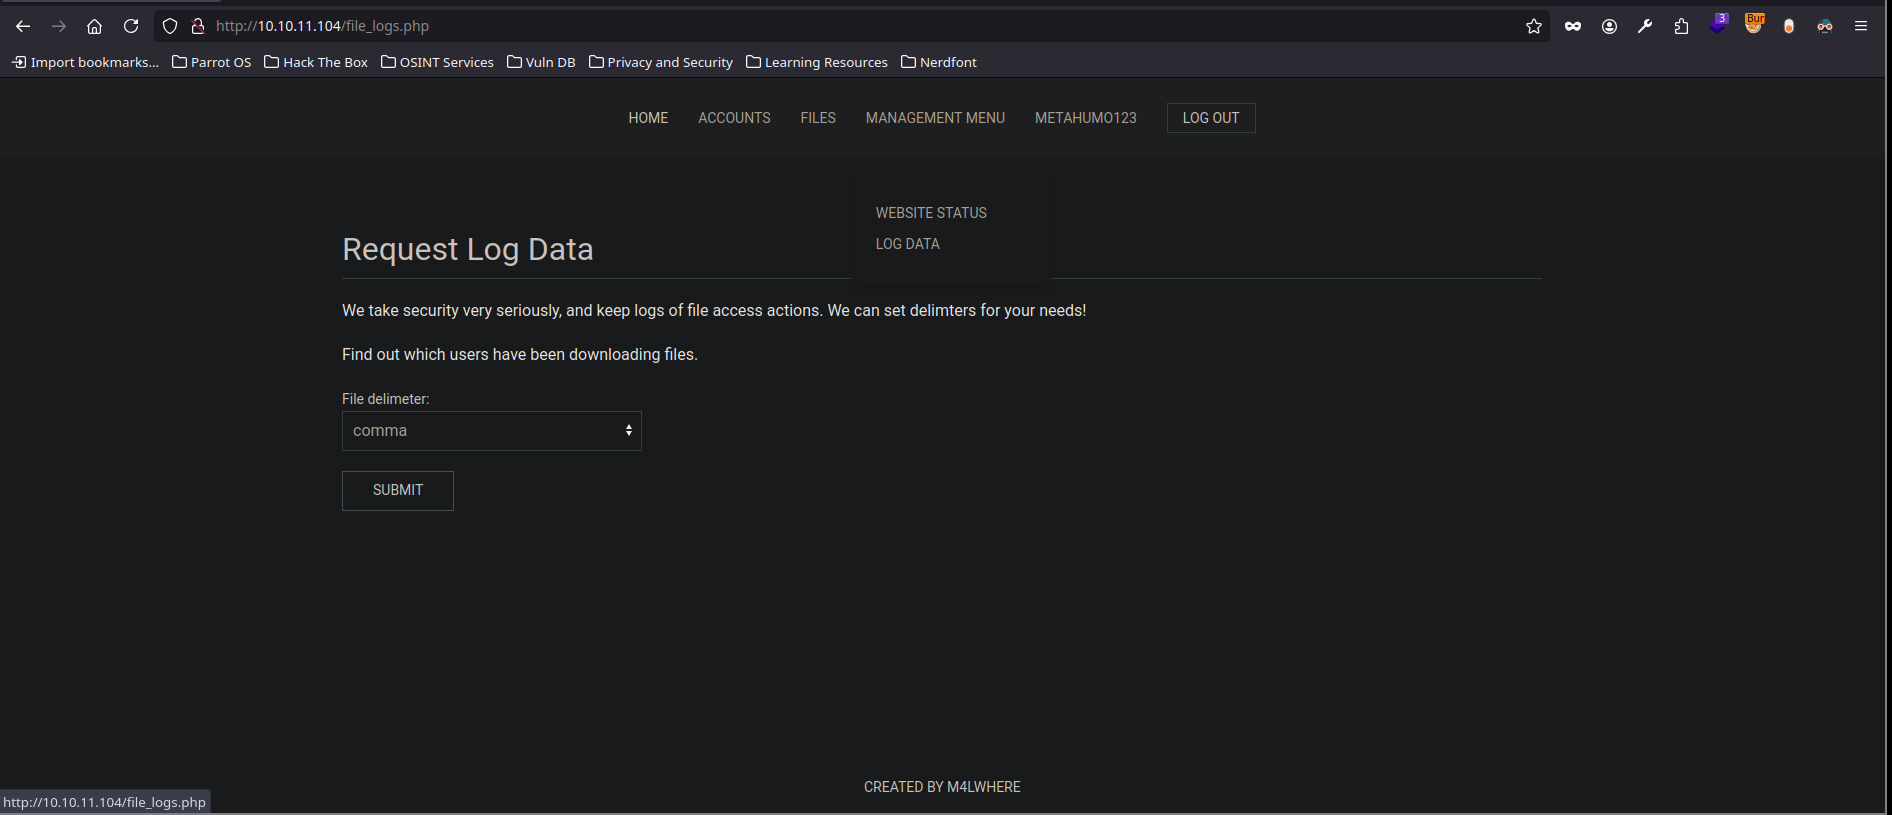 http://10.10.11.104/file_logs.php
3
Bur
Import bookmarks... Parrot OS Hack The Box OSINT Services Vuln DB Privacy and Security Learning Resources Nerdfont
HOME ACCOUNTS FILES MANAGEMENT MENU METAHUMO123 LOG OUT
WEBSITE STATUS
LOG DATA
Request Log Data
We take security very seriously, and keep logs of file access actions. We can set delimters for your needs!
Find out which users have been downloading files.
File delimeter:
comma
SUBMIT
CREATED BY M4LWHERE
http://10.10.11.104/file_logs.php